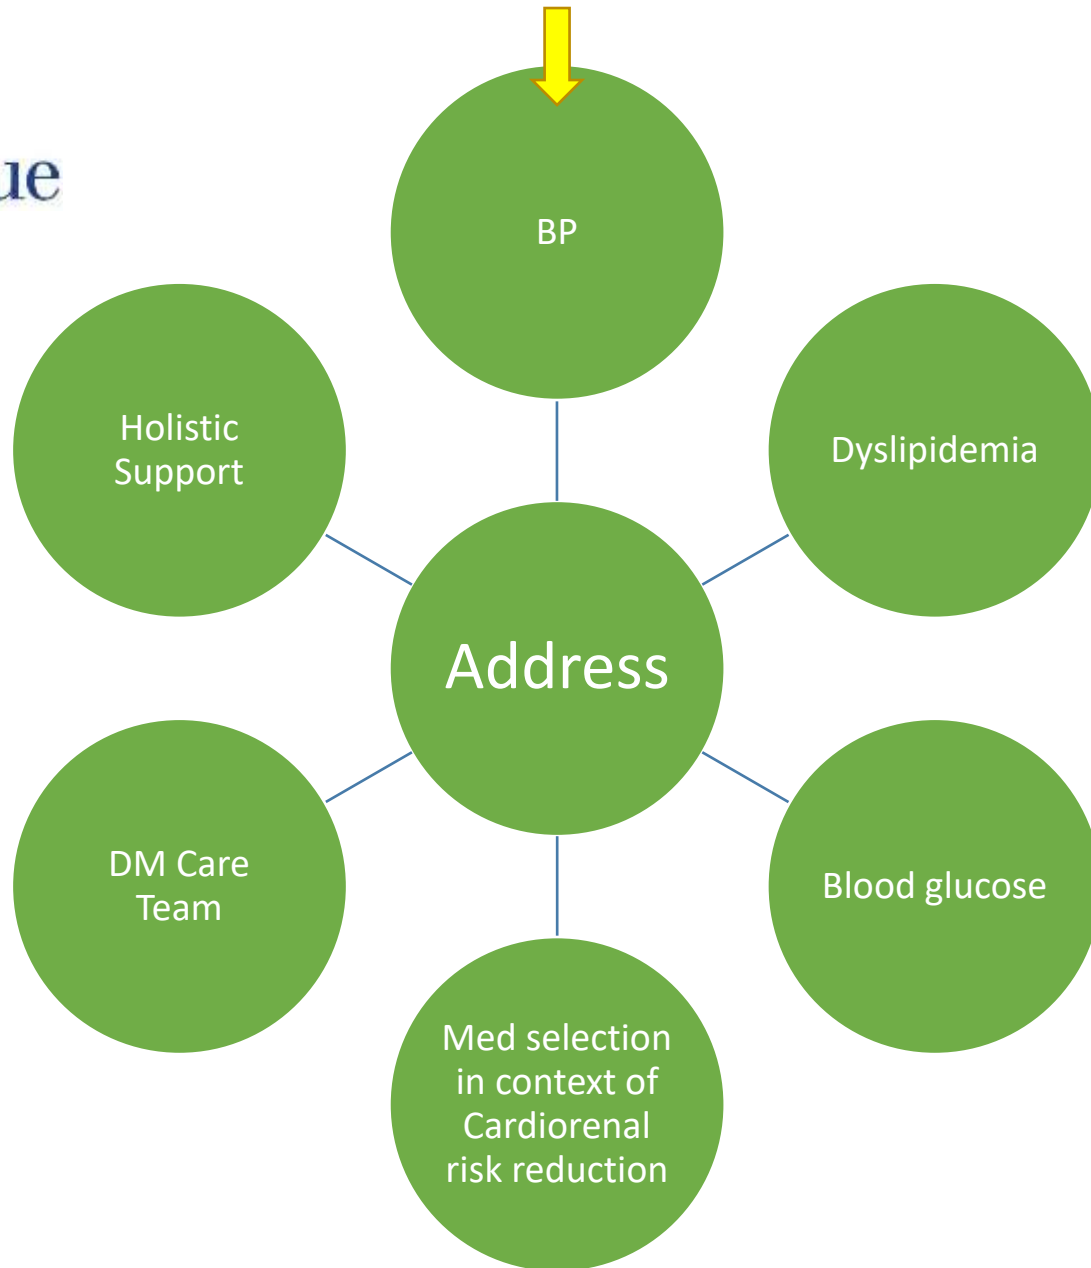 ue
BP
Holistic
Support
Dyslipidemia
Address
DM Care
Team
Blood glucose
Med selection
in context of
Cardiorenal
risk reduction